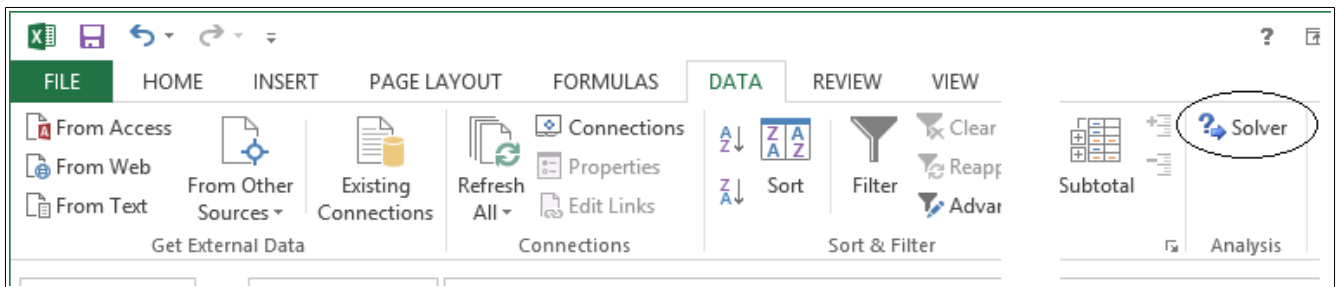 ?
FILE HOME INSERT PAGE LAYOUT FORMULAS DATA REVIEW VIEW
From Access
From Web
From Text
From Other
Sources
Existing
Connections
Get External Data
Refresh
All
Connections
Properties
Edit Links
Connections
A
Z
Z
A
Z A
A Z
Sort
Filter
Clear
Reapp
Advan
Sort & Filter
Subtotal
? Solver
Analysis